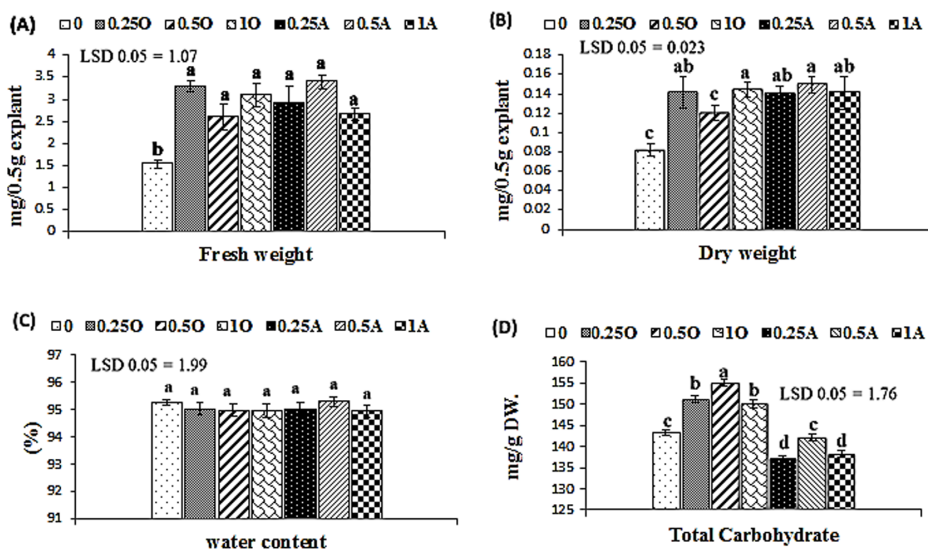 (A)
0 0.25O 0.5O 1O 0.25A 0.5A 1A
LSD 0.05 = 1.07
mg/0.5g explant
4
3.5
3
2.5
2
1.5
1
0.5
0
b a a a a a a
Fresh weight
(B)
0 0.25O 0.5O 1O 0.25A 0.5A 1A
LSD 0.05 = 0.023
mg/0.5g explant
0.16
0.14
0.12
0.1
0.08
0.06
0.04
0.02
0
c ab c a ab a ab
Dry weight
(C)
0 0.25O 0.5O 1O 0.25A 0.5A 1A
LSD 0.05 = 1.99
(%)
97
96
95
94
93
92
91
a a a a a a a
water content
(D)
0 0.25O 0.5O 1O 0.25A 0.5A 1A
LSD 0.05 = 1.76
mg/g DW.
160
155
150
145
140
135
130
125
c b a b d c d
Total Carbohydrate